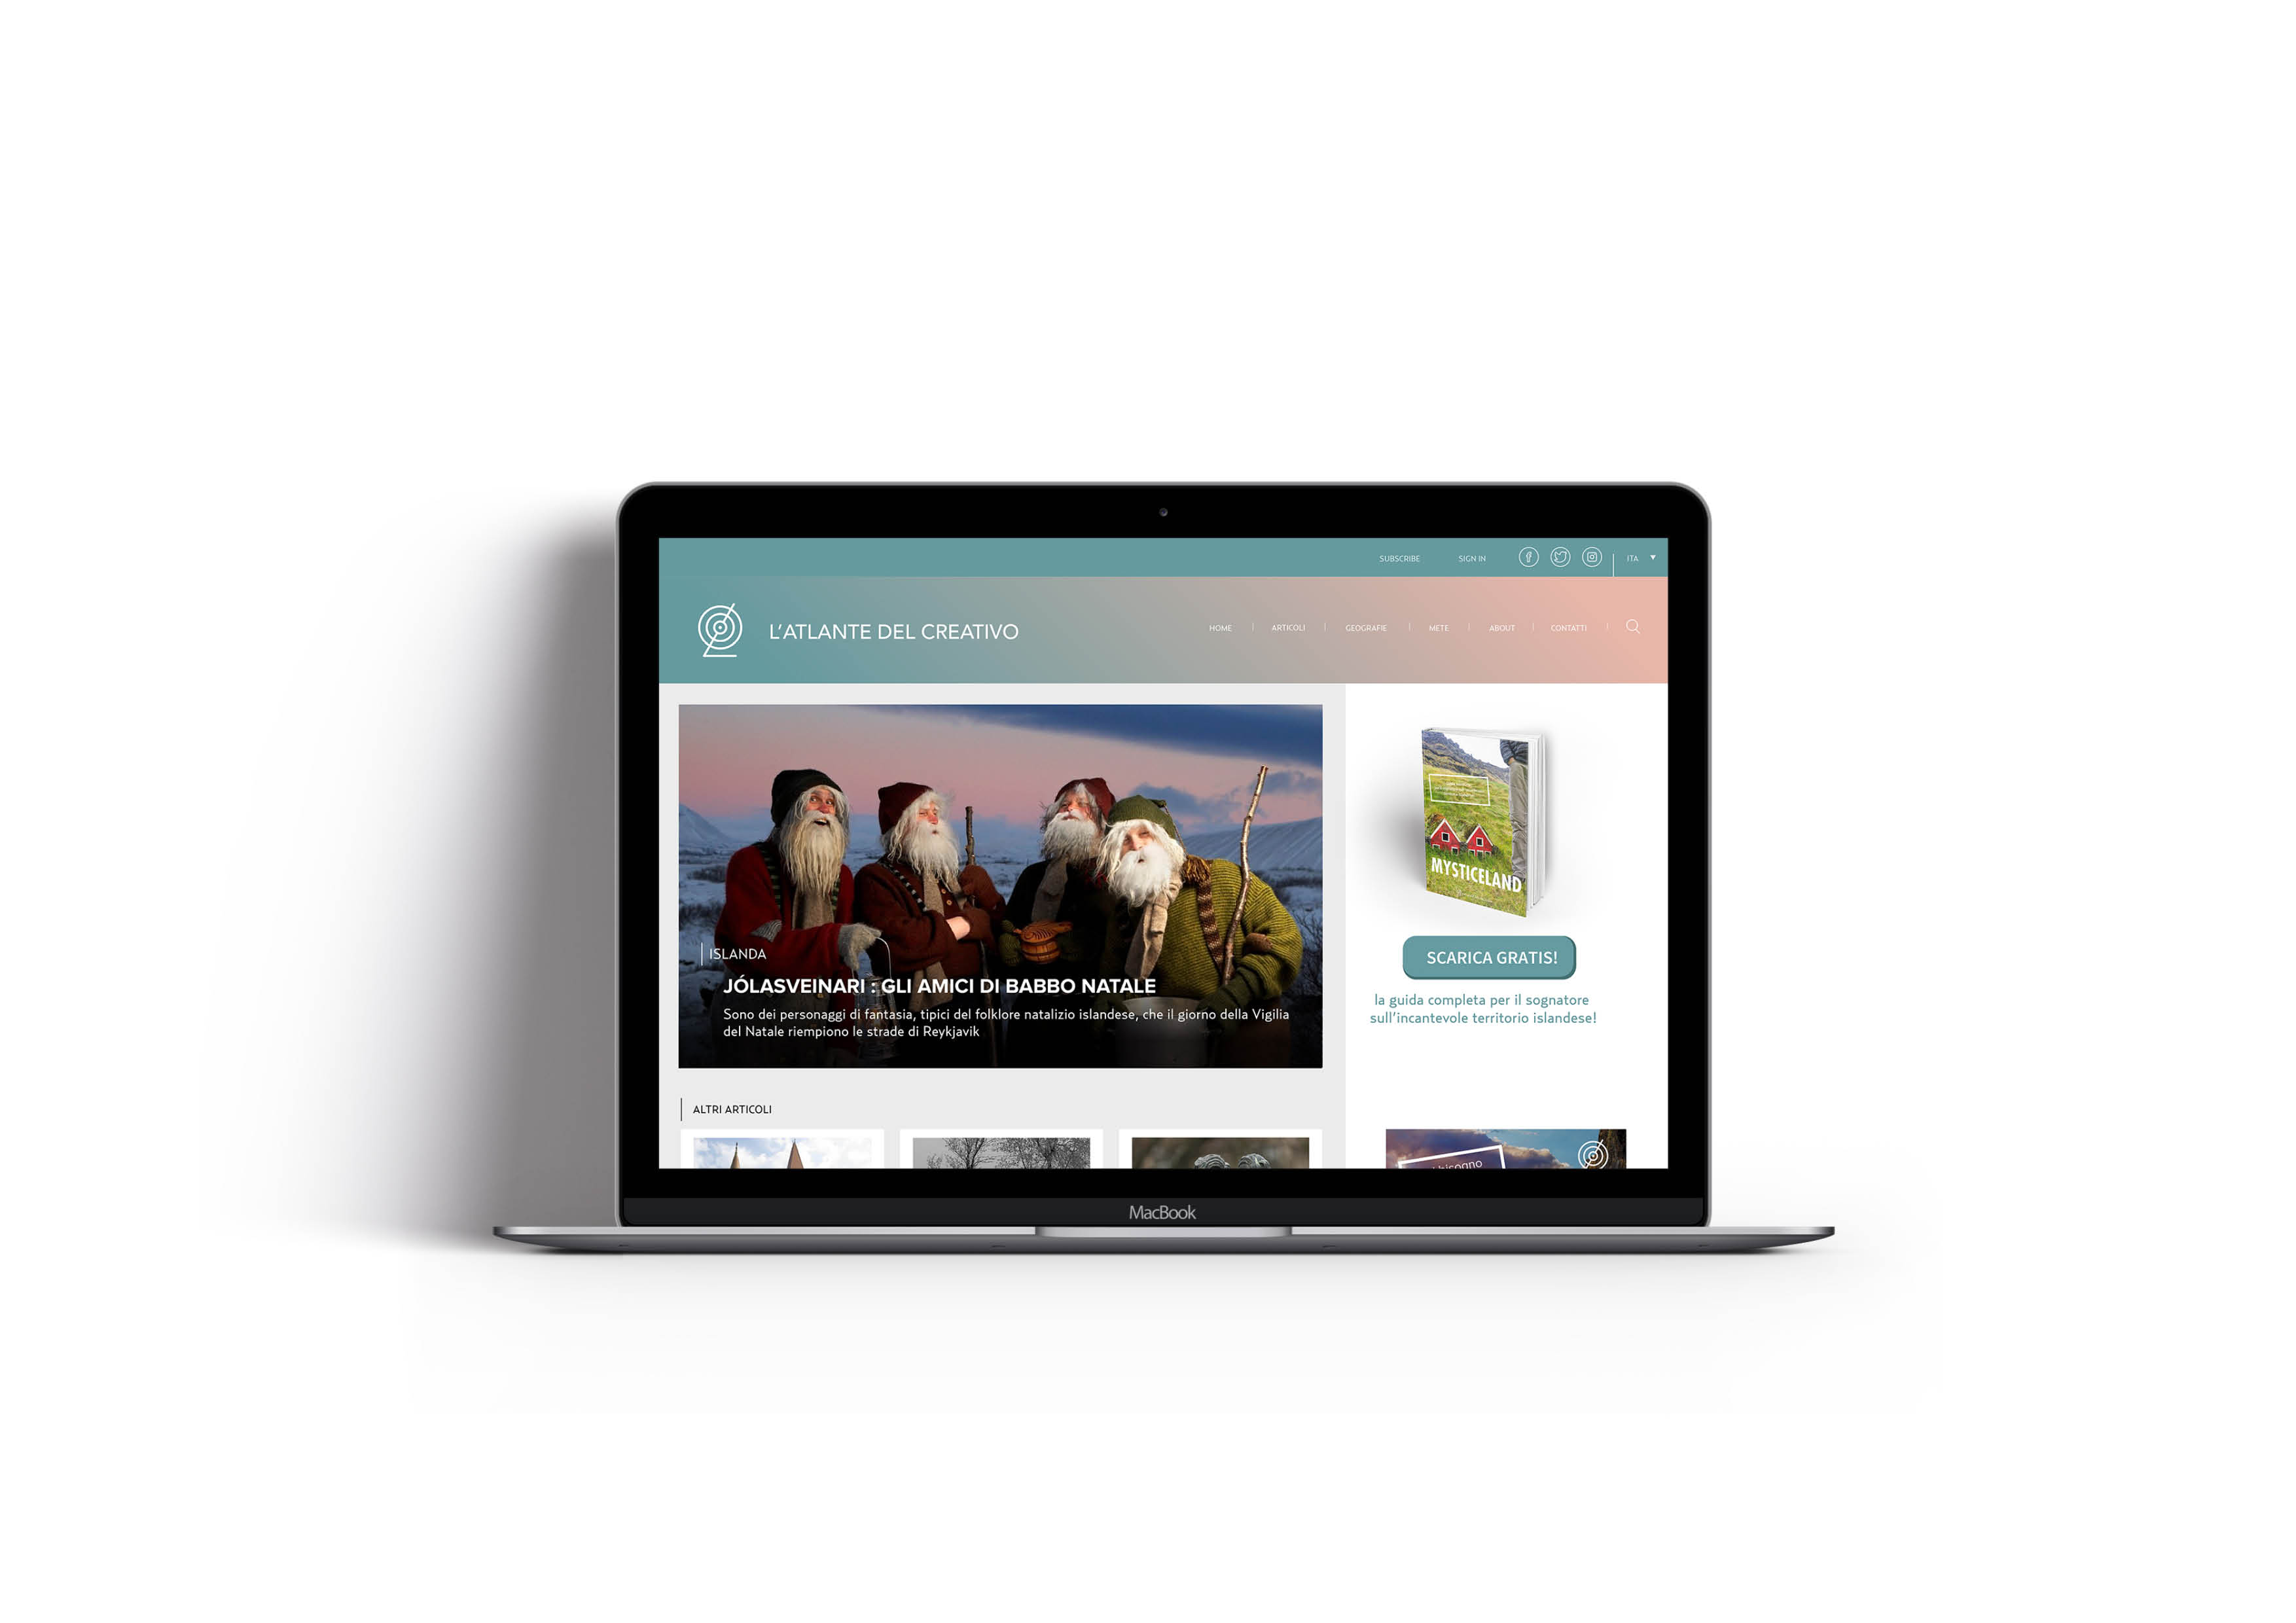 SUBSCRIBE SIGN IN ITA
L'ATLANTE DEL CREATIVO
HOME ARTICOLI GEOGRAFIE METE ABOUT CONTATTI
ISLANDA
JÓLASVEINARI : GLI AMICI DI BABBO NATALE
Sono dei personaggi di fantasia, tipici del folklore natalizio islandese, che il giorno della Vigilia
del Natale riempiono le strade di Reykjavik
MYSTICELAND
SCARICA GRATIS!
la guida completa per il sognatore
sull'incantevole territorio islandese!
ALTRI ARTICOLI
MacBook